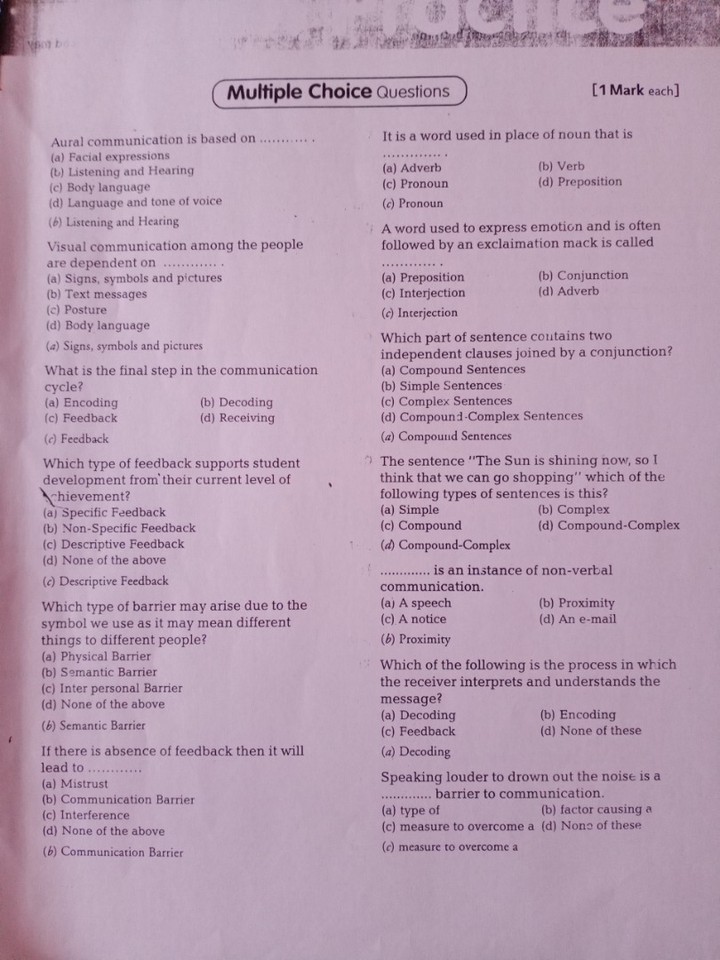 Practice
Multiple Choice Questions
[1 Mark each]
Aural communication is based on ............ .
(a) Facial expressions
(b) Listening and Hearing
(c) Body language
(d) Language and tone of voice
(b) Listening and Hearing
Visual communication among the people
are dependent on ............. .
(a) Signs, symbols and pictures
(b) Text messages
(c) Posture
(d) Body language
(a) Signs, symbols and pictures
What is the final step in the communication
cycle?
(a) Encoding (b) Decoding
(c) Feedback (d) Receiving
(c) Feedback
Which type of feedback supports student
development from their current level of
achievement?
(a) Specific Feedback
(b) Non-Specific Feedback
(c) Descriptive Feedback
(d) None of the above
(c) Descriptive Feedback
Which type of barrier may arise due to the
symbol we use as it may mean different
things to different people?
(a) Physical Barrier
(b) Semantic Barrier
(c) Inter personal Barrier
(d) None of the above
(b) Semantic Barrier
If there is absence of feedback then it will
lead to ............
(a) Mistrust
(b) Communication Barrier
(c) Interference
(d) None of the above
(b) Communication Barrier
It is a word used in place of noun that is
............. .
(a) Adverb (b) Verb
(c) Pronoun (d) Preposition
(c) Pronoun
A word used to express emotion and is often
followed by an exclaimation mack is called
............. .
(a) Preposition (b) Conjunction
(c) Interjection (d) Adverb
(c) Interjection
Which part of sentence contains two
independent clauses joined by a conjunction?
(a) Compound Sentences
(b) Simple Sentences
(c) Complex Sentences
(d) Compound-Complex Sentences
(a) Compound Sentences
The sentence "The Sun is shining now, so I
think that we can go shopping" which of the
following types of sentences is this?
(a) Simple (b) Complex
(c) Compound (d) Compound-Complex
(d) Compound-Complex
............. is an instance of non-verbal
communication.
(a) A speech (b) Proximity
(c) A notice (d) An e-mail
(b) Proximity
Which of the following is the process in which
the receiver interprets and understands the
message?
(a) Decoding (b) Encoding
(c) Feedback (d) None of these
(a) Decoding
Speaking louder to drown out the noise is a
............. barrier to communication.
(a) type of (b) factor causing a
(c) measure to overcome a (d) None of these
(c) measure to overcome a